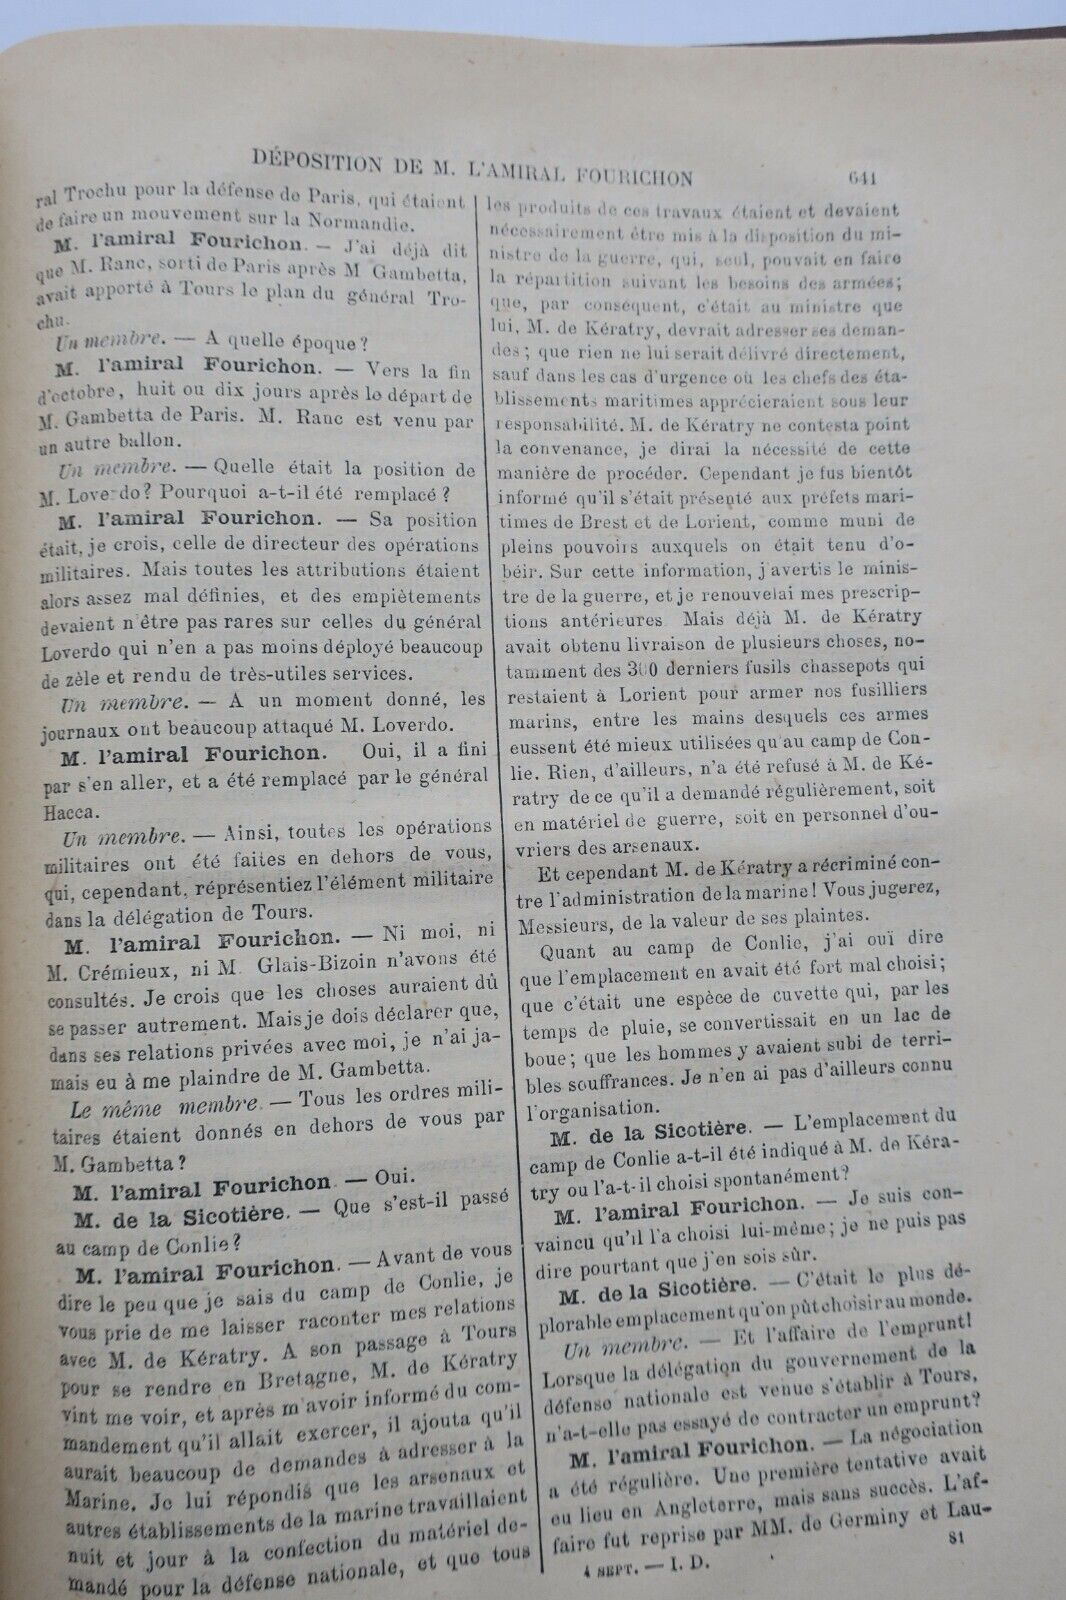 DÉPOSITION DE M. L'AMIRAL FOURICHON 641
ral Trochu pour la défense de Paris, qui étaient
de faire un mouvement sur la Normandie.
M. l'amiral Fourichon. — J'ai déjà dit
que M. Ranc, sorti de Paris après M Gambetta,
avait apporté à Tours le plan du général Tro-
chu.
Un membre. — A quelle époque ?
M. l'amiral Fourichon. — Vers la fin
d'octobre, huit ou dix jours après le départ de
M. Gambetta de Paris. M. Ranc est venu par
un autre ballon.
Un membre. — Quelle était la position de
M. Loverdo ? Pourquoi a-t-il été remplacé ?
M. l'amiral Fourichon. — Sa position
était, je crois, celle de directeur des opérations
militaires. Mais toutes les attributions étaient
alors assez mal définies, et des empiètements
devaient n'être pas rares sur celles du général
Loverdo qui n'en a pas moins déployé beaucoup
de zèle et rendu de très-utiles services.
Un membre. — A un moment donné, les
journaux ont beaucoup attaqué M. Loverdo.
M. l'amiral Fourichon. Oui, il a fini
par s'en aller, et a été remplacé par le général
Hacca.
Un membre. — Ainsi, toutes les opérations
militaires ont été faites en dehors de vous,
qui, cependant, réprésentiez l'élément militaire
dans la délégation de Tours.
M. l'amiral Fourichon. — Ni moi, ni
M. Crémieux, ni M. Glais-Bizoin n'avons été
consultés. Je crois que les choses auraient dû
se passer autrement. Mais je dois déclarer que,
dans ses relations privées avec moi, je n'ai ja-
mais eu à me plaindre de M. Gambetta.
Le même membre. — Tous les ordres mili-
taires étaient donnés en dehors de vous par
M. Gambetta ?
M. l'amiral Fourichon. — Oui.
M. de la Sicotière. — Que s'est-il passé
au camp de Conlie ?
M. l'amiral Fourichon. — Avant de vous
dire le peu que je sais du camp de Conlie, je
vous prie de me laisser raconter mes relations
avec M. de Kératry. A son passage à Tours
pour se rendre en Bretagne, M. de Kératry
vint me voir, et après m'avoir informé du com-
mandement qu'il allait exercer, il ajouta qu'il
aurait beaucoup de demandes à adresser à la
Marine. Je lui répondis que les arsenaux et
autres établissements de la marine travaillaient
nuit et jour à la confection du matériel de-
mandé pour la défense nationale, et que tous
les produits de ces travaux étaient et devaient
nécessairement être mis à la disposition du mi-
nistre de la guerre, qui, seul, pouvait en faire
la répartition suivant les besoins des armées ;
que, par conséquent, c'était au ministre que
lui, M. de Kératry, devrait adresser ses deman-
des ; que rien ne lui serait délivré directement,
sauf dans les cas d'urgence où les chefs des éta-
blissements maritimes apprécieraient sous leur
responsabilité. M. de Kératry ne contesta point
la convenance, je dirai la nécessité de cette
manière de procéder. Cependant je fus bientôt
informé qu'il s'était présenté aux préfets mari-
times de Brest et de Lorient, comme muni de
pleins pouvoirs auxquels on était tenu d'o-
béir. Sur cette information, j'avertis le minis-
tre de la guerre, et je renouvelai mes prescrip-
tions antérieures Mais déjà M. de Kératry
avait obtenu livraison de plusieurs choses, no-
tamment des 300 derniers fusils chassepots qui
restaient à Lorient pour armer nos fusilliers
marins, entre les mains desquels ces armes
eussent été mieux utilisées qu'au camp de Con-
lie. Rien, d'ailleurs, n'a été refusé à M. de Ké-
ratry de ce qu'il a demandé régulièrement, soit
en matériel de guerre, soit en personnel d'ou-
vriers des arsenaux.
Et cependant M. de Kératry a récriminé con-
tre l'administration de la marine ! Vous jugerez,
Messieurs, de la valeur de ses plaintes.
Quant au camp de Conlie, j'ai ouï dire
que l'emplacement en avait été fort mal choisi ;
que c'était une espèce de cuvette qui, par les
temps de pluie, se convertissait en un lac de
boue ; que les hommes y avaient subi de terri-
bles souffrances. Je n'en ai pas d'ailleurs connu
l'organisation.
M. de la Sicotière. — L'emplacement du
camp de Conlie a-t-il été indiqué à M. de Kéra-
try ou l'a-t-il choisi spontanément ?
M. l'amiral Fourichon. — Je suis con-
vaincu qu'il l'a choisi lui-même ; je ne puis pas
dire pourtant que j'en sois sûr.
M. de la Sicotière. — C'était le plus dé-
plorable emplacement qu'on pût choisir au monde.
Un membre. — Et l'affaire de l'emprunt !
Lorsque la délégation du gouvernement de la
défense nationale est venue s'établir à Tours,
n'a-t-elle pas essayé de contracter un emprunt ?
M. l'amiral Fourichon. — La négociation
a été régulière. Une première tentative avait
eu lieu en Angleterre, mais sans succès. L'af-
faire fut reprise par MM. de Germiny et Lau-
4 SEPT. — I. D. 81